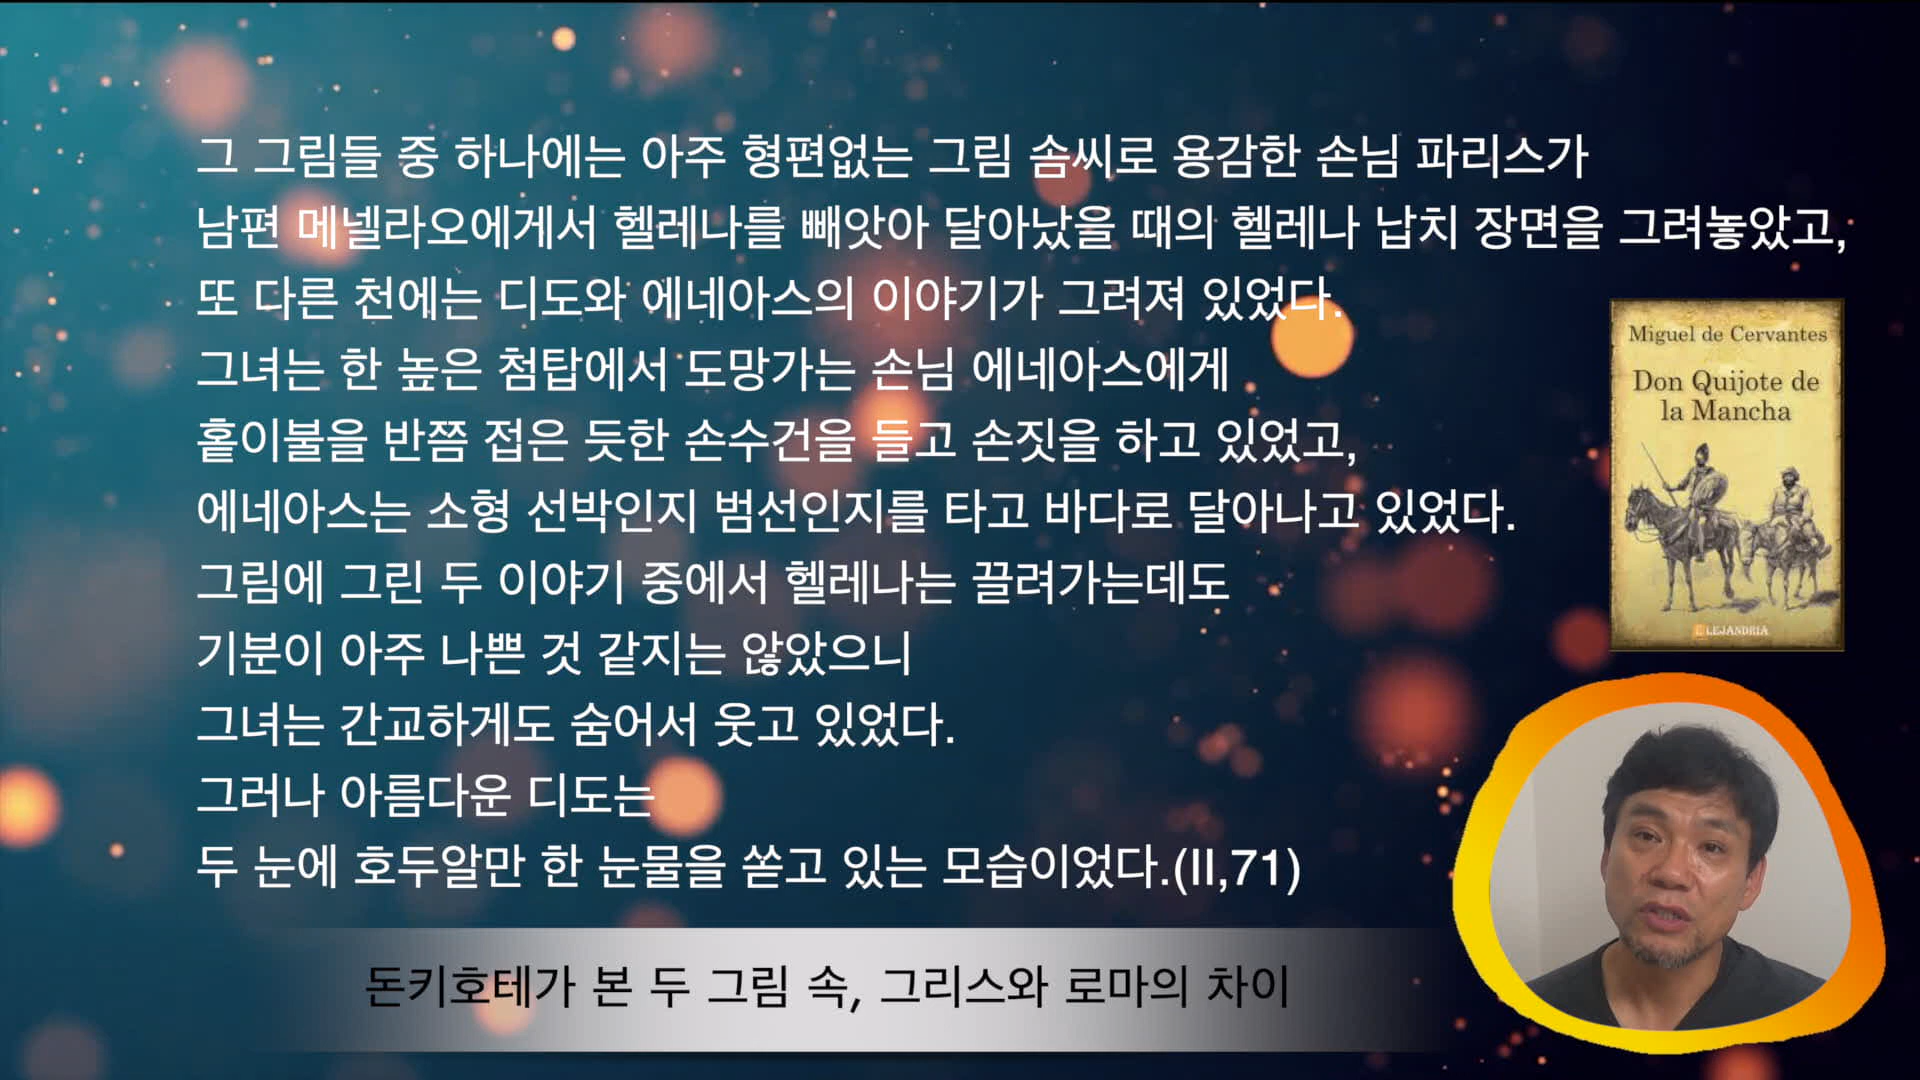 그 그림들 중 하나에는 아주 형편없는 그림 솜씨로 용감한 손님 파리스가
남편 메넬라오에게서 헬레나를 빼앗아 달아났을 때의 헬레나 납치 장면을 그려놓았고,
또 다른 천에는 디도와 에네아스의 이야기가 그려져 있었다.
그녀는 한 높은 첨탑에서 도망가는 손님 에네아스에게
홑이불을 반쯤 접은 듯한 손수건을 들고 손짓을 하고 있었고,
에네아스는 소형 선박인지 범선인지를 타고 바다로 달아나고 있었다.
그림에 그린 두 이야기 중에서 헬레나는 끌려가는데도
기분이 아주 나쁜 것 같지는 않았으니
그녀는 간교하게도 숨어서 웃고 있었다.
그러나 아름다운 디도는
두 눈에 호두알만 한 눈물을 쏟고 있는 모습이었다.(II,71)
Miguel de Cervantes
Don Quijote de
la Mancha
ELEJANDRIA
돈키호테가 본 두 그림 속, 그리스와 로마의 차이